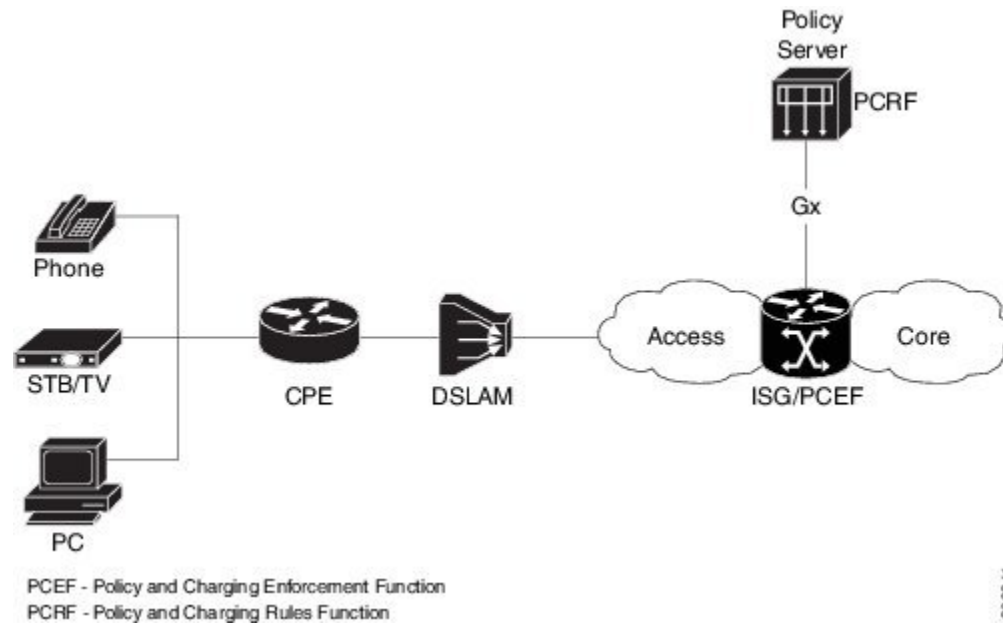 Policy
Server
PCRF
Gx
Phone
STB/TV
PC
CPE
DSLAM
Access
ISG/PCEF
Core
PCEF - Policy and Charging Enforcement Function
PCRF - Policy and Charging Rules Function